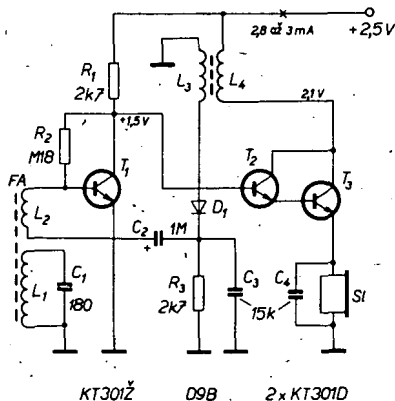 2,8 až 3mA
+2,5V
R1
2k7
L3
L4
2,1V
+1,5V
R2
M18
T1
T2
T3
FA
L2
D1
C2
1M
+
L1
C1
180
R3
2k7
C3
C4
15k
Sl
KT301Ž
D9B
2 x KT301D